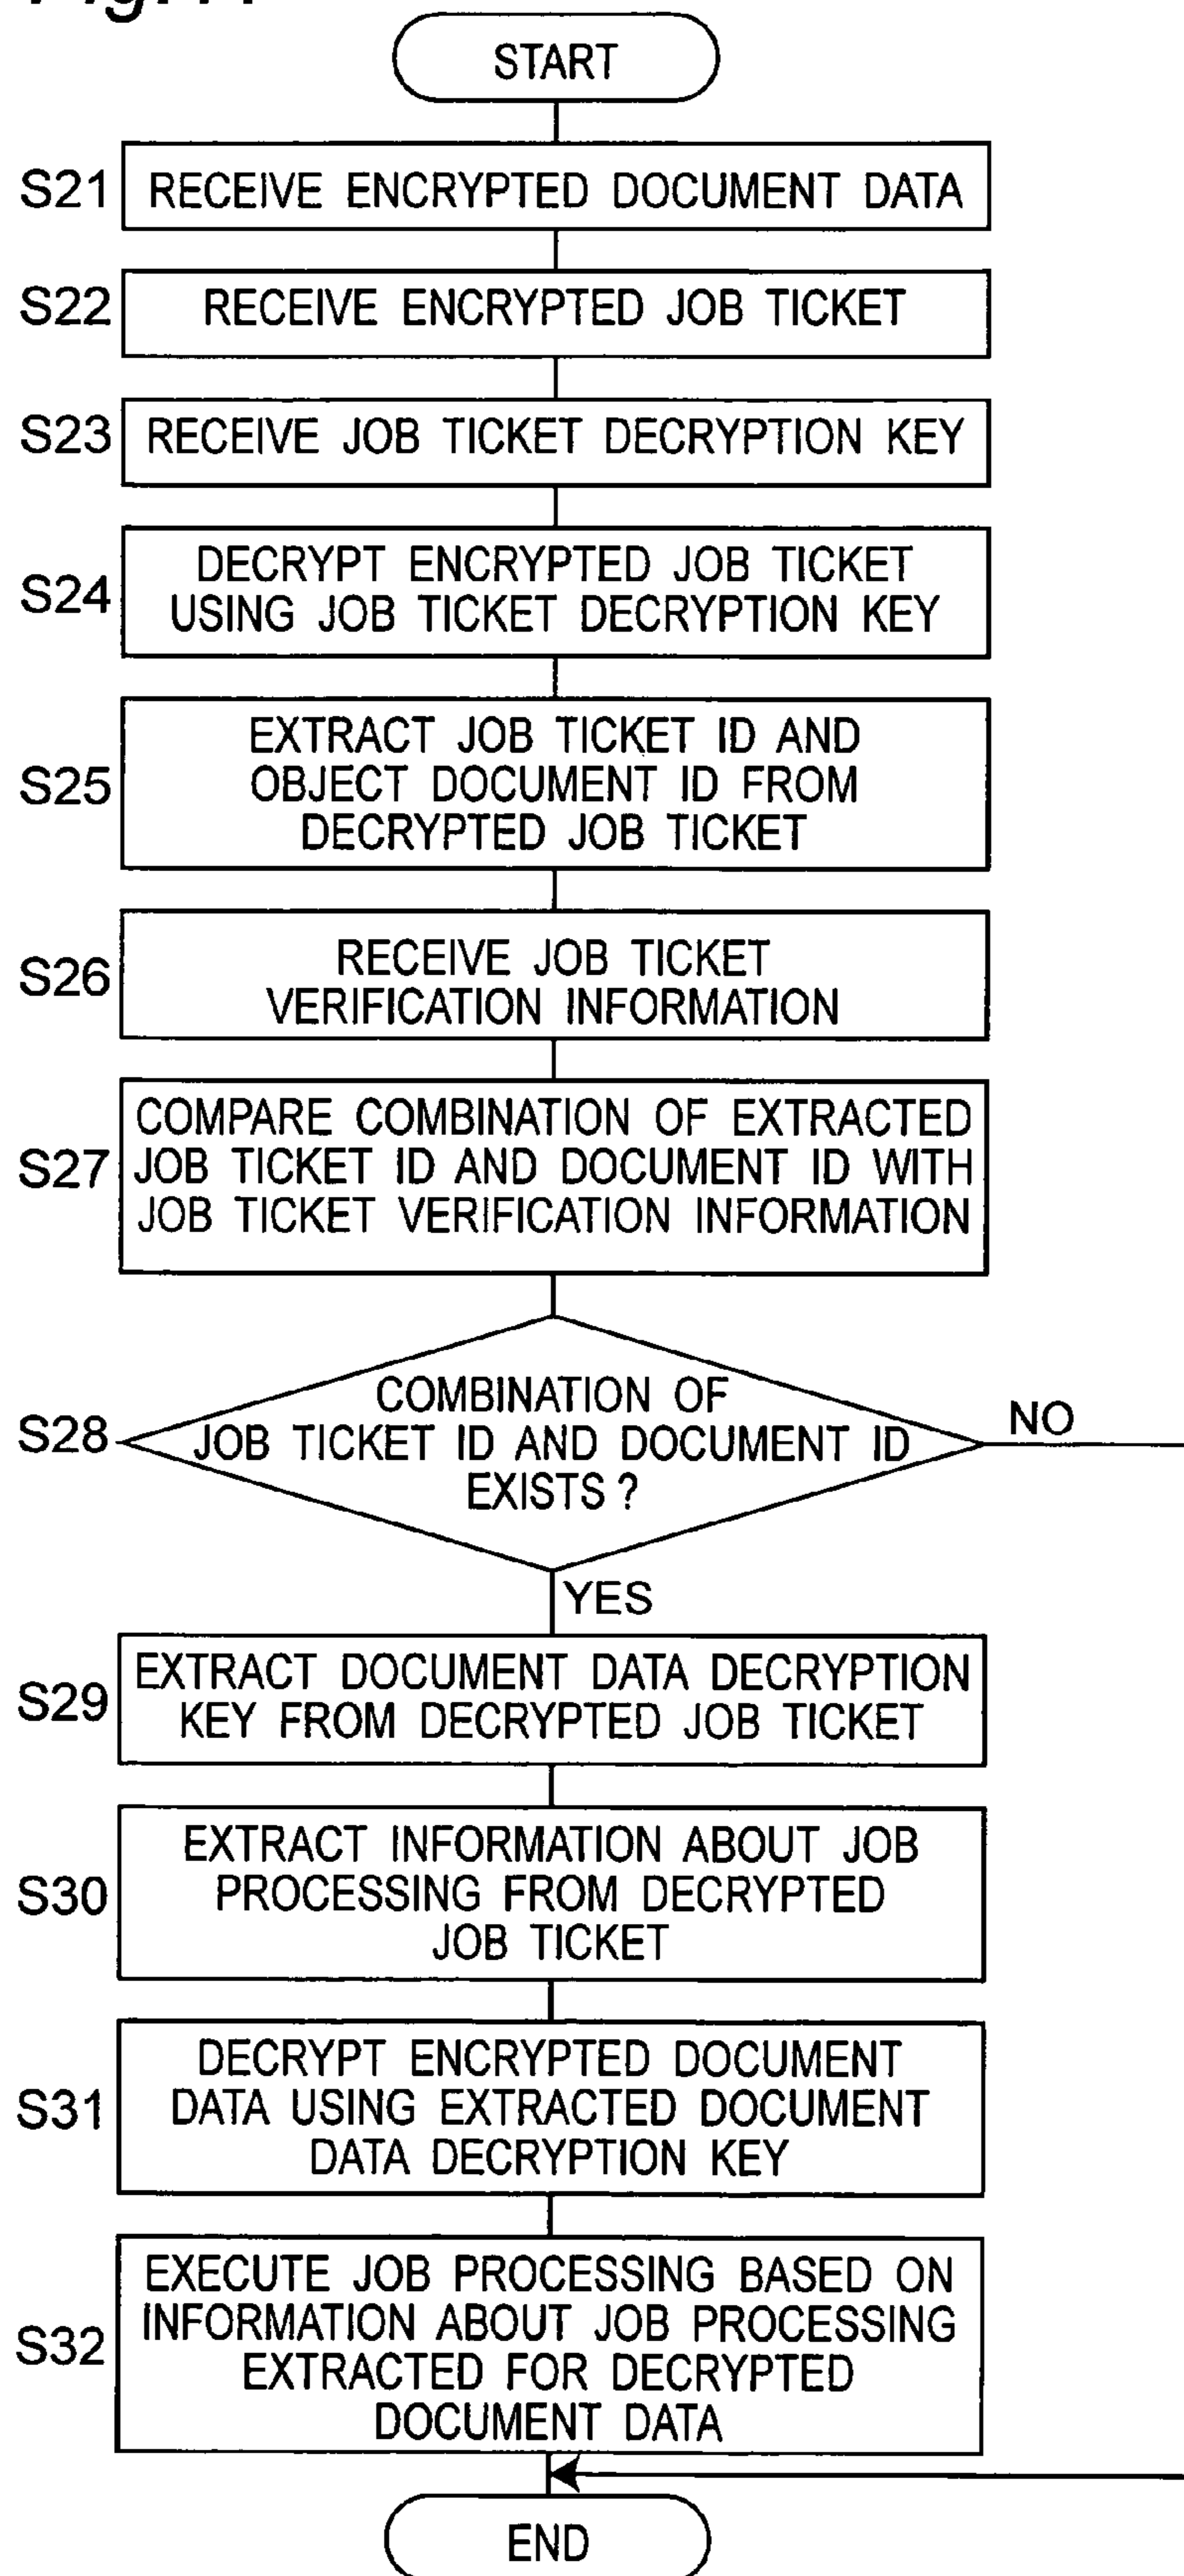 START
S21 RECEIVE ENCRYPTED DOCUMENT DATA
S22 RECEIVE ENCRYPTED JOB TICKET
S23 RECEIVE JOB TICKET DECRYPTION KEY
S24 DECRYPT ENCRYPTED JOB TICKET
USING JOB TICKET DECRYPTION KEY
S25 EXTRACT JOB TICKET ID AND
OBJECT DOCUMENT ID FROM
DECRYPTED JOB TICKET
S26 RECEIVE JOB TICKET
VERIFICATION INFORMATION
S27 COMPARE COMBINATION OF EXTRACTED
JOB TICKET ID AND DOCUMENT ID WITH
JOB TICKET VERIFICATION INFORMATION
S28 COMBINATION OF
JOB TICKET ID AND DOCUMENT ID
EXISTS ?
NO
YES
S29 EXTRACT DOCUMENT DATA DECRYPTION
KEY FROM DECRYPTED JOB TICKET
S30 EXTRACT INFORMATION ABOUT JOB
PROCESSING FROM DECRYPTED
JOB TICKET
S31 DECRYPT ENCRYPTED DOCUMENT
DATA USING EXTRACTED DOCUMENT
DATA DECRYPTION KEY
S32 EXECUTE JOB PROCESSING BASED ON
INFORMATION ABOUT JOB PROCESSING
EXTRACTED FOR DECRYPTED
DOCUMENT DATA
END